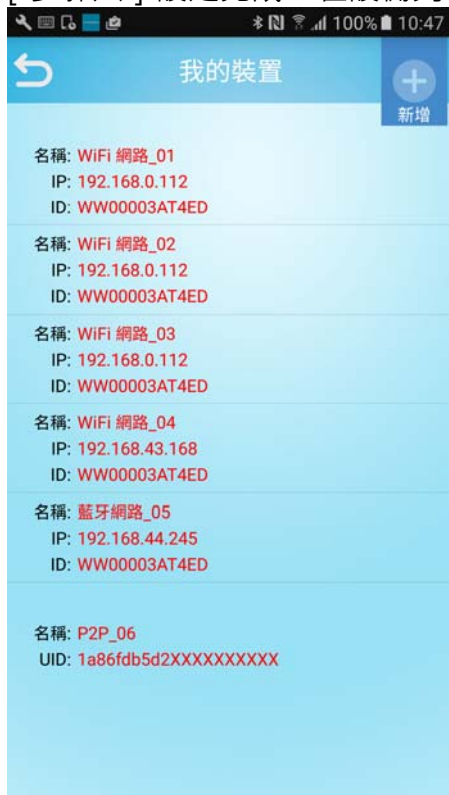 100% 10:47
我的裝置
新增
名稱: WiFi 網路_01
IP: 192.168.0.112
ID: WW00003AT4ED
名稱: WiFi 網路_02
IP: 192.168.0.112
ID: WW00003AT4ED
名稱: WiFi 網路_03
IP: 192.168.0.112
ID: WW00003AT4ED
名稱: WiFi 網路_04
IP: 192.168.43.168
ID: WW00003AT4ED
名稱: 藍牙網路_05
IP: 192.168.44.245
ID: WW00003AT4ED
名稱: P2P_06
UID: 1a86fdb5d2XXXXXXXXXX